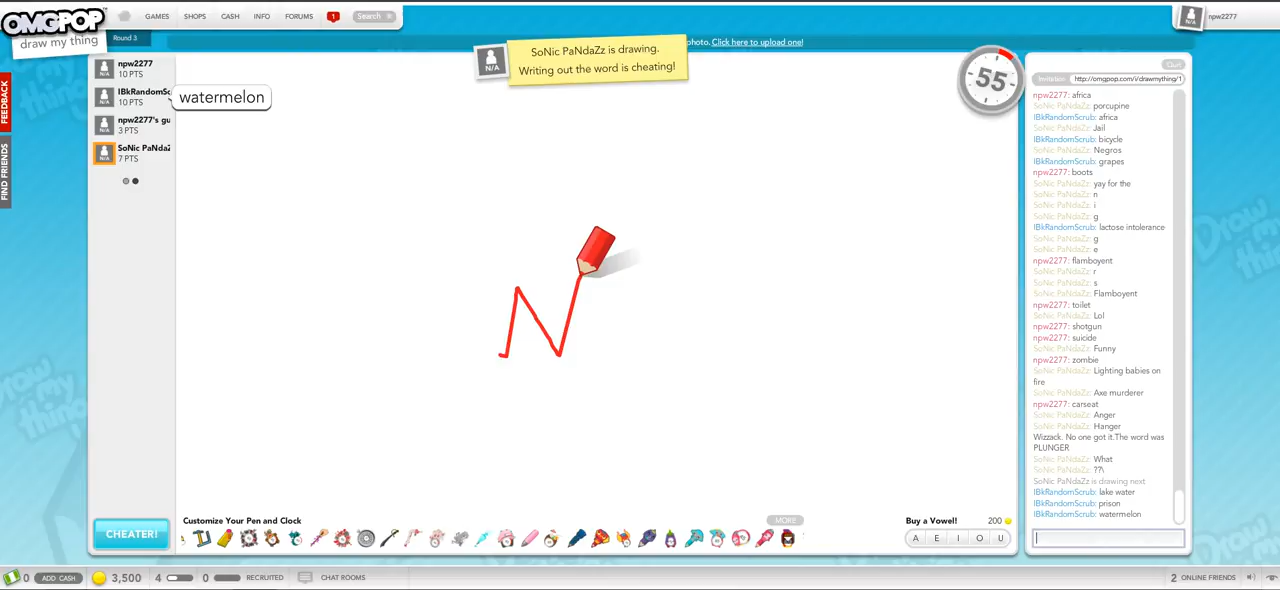 OMGPOP
GAMES SHOPS CASH INFO FORUMS 1 Search
npw2277
draw my thing Round 3
photo. Click here to upload one!
FEEDBACK
FIND FRIENDS
N/A npw2277
10 PTS
N/A IBkRandomSc
10 PTS
watermelon
N/A npw2277's gu
3 PTS
N/A SoNic PaNdaZ
7 PTS
N/A SoNic PaNdaZz is drawing.
Writing out the word is cheating!
55
N
Invitation http://omgpop.com/i/drawmything/1
npw2277: africa
SoNic PaNdaZz: porcupine
IBkRandomScrub: africa
SoNic PaNdaZz: Jail
IBkRandomScrub: bicycle
SoNic PaNdaZz: Negros
IBkRandomScrub: grapes
npw2277: boots
SoNic PaNdaZz: yay for the
SoNic PaNdaZz: n
SoNic PaNdaZz: i
SoNic PaNdaZz: g
IBkRandomScrub: lactose intolerance
SoNic PaNdaZz: g
SoNic PaNdaZz: e
npw2277: flamboyent
SoNic PaNdaZz: r
SoNic PaNdaZz: s
SoNic PaNdaZz: Flamboyent
npw2277: toilet
SoNic PaNdaZz: Lol
npw2277: shotgun
npw2277: suicide
SoNic PaNdaZz: Funny
npw2277: zombie
SoNic PaNdaZz: Lighting babies on
fire
SoNic PaNdaZz: Axe murderer
npw2277: carseat
SoNic PaNdaZz: Anger
SoNic PaNdaZz: Hanger
Wizzack. No one got it.The word was
PLUNGER
SoNic PaNdaZz: What
SoNic PaNdaZz: ??\
SoNic PaNdaZz is drawing next
IBkRandomScrub: lake water
IBkRandomScrub: prison
IBkRandomScrub: watermelon
CHEATER!
Customize Your Pen and Clock MORE
Buy a Vowel! 200
A E I O U
0 ADD CASH 3,500 4 0 RECRUITED CHAT ROOMS 2 ONLINE FRIENDS